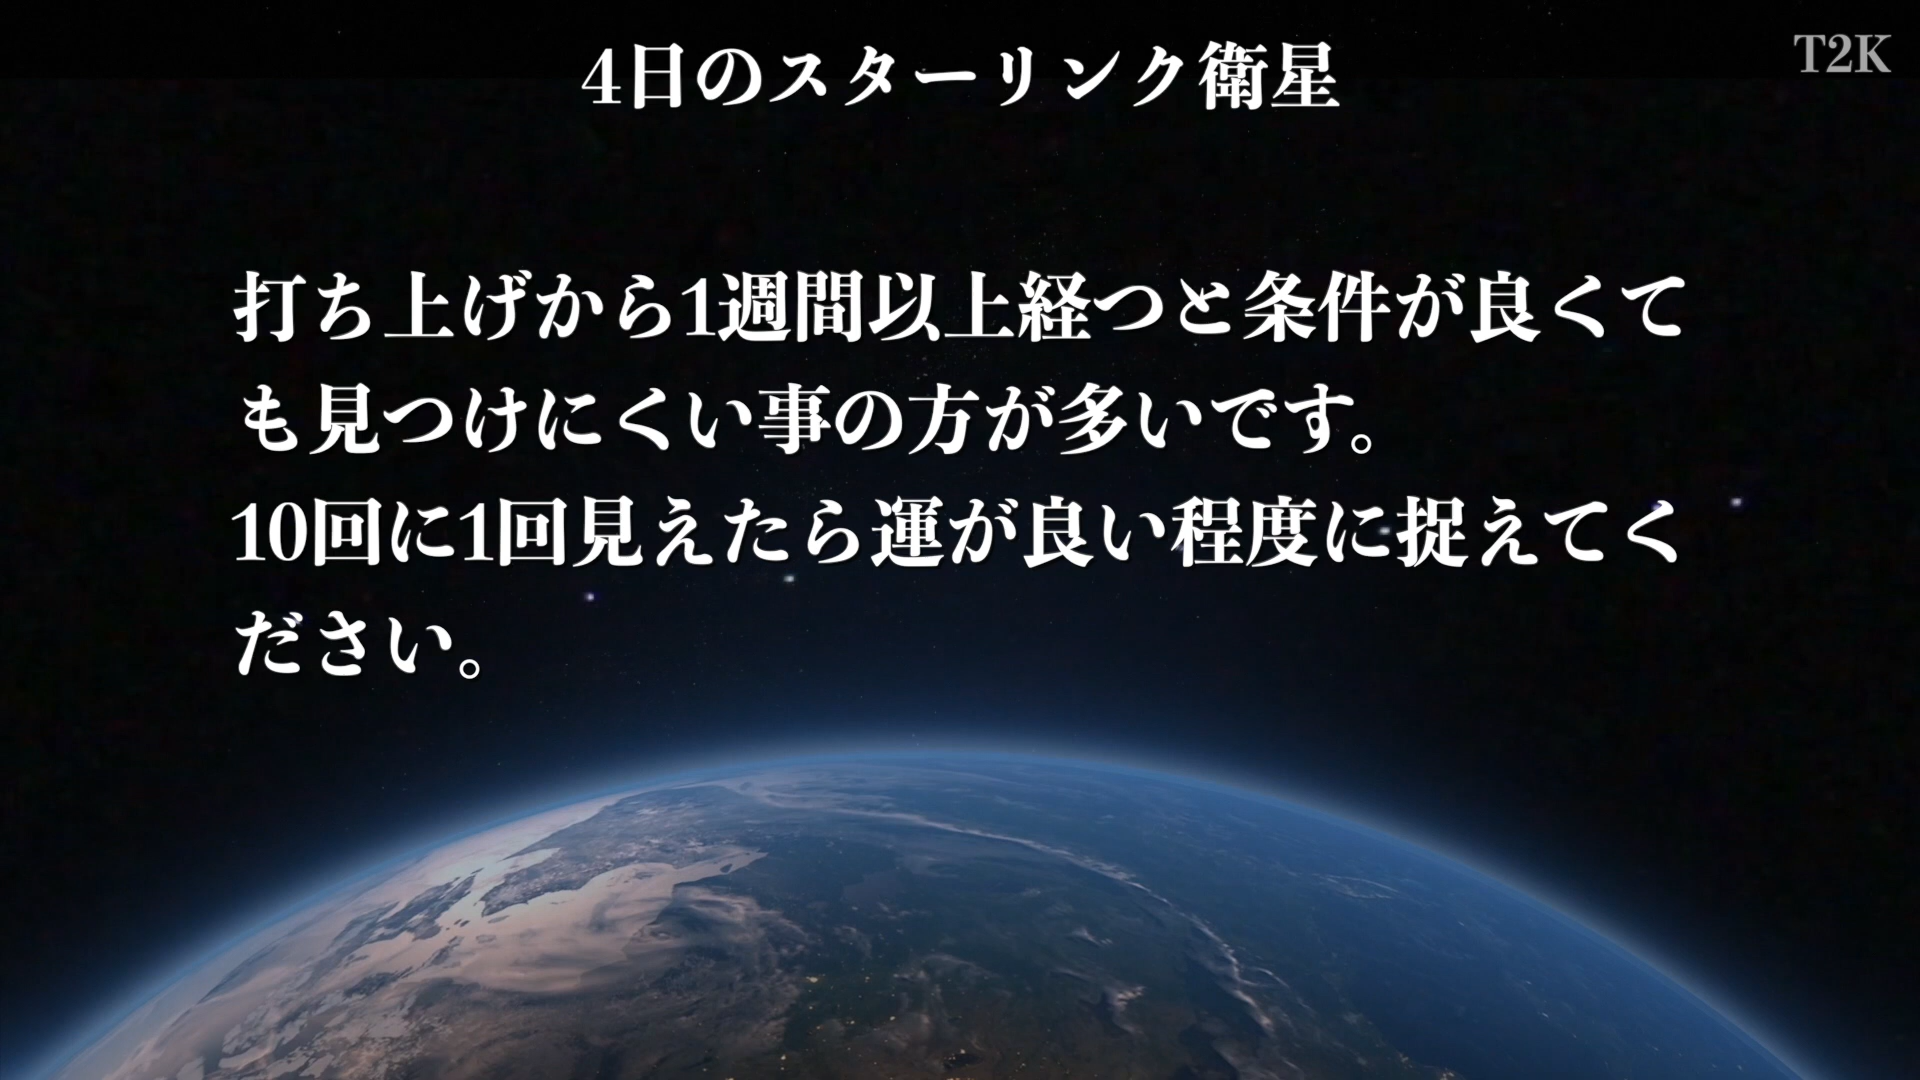 4日のスターリンク衛星
T2K
打ち上げから1週間以上経つと条件が良くて
も見つけにくい事の方が多いです。
10回に1回見えたら運が良い程度に捉えてく
ださい。